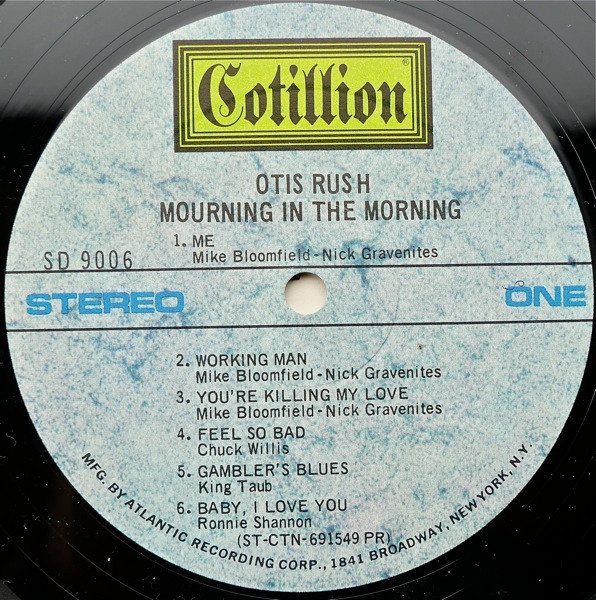 Cotillion®
OTIS RUSH
MOURNING IN THE MORNING
1. ME
Mike Bloomfield-Nick Gravenites
SD 9006
STEREO
ONE
2. WORKING MAN
Mike Bloomfield-Nick Gravenites
3. YOU'RE KILLING MY LOVE
Mike Bloomfield-Nick Gravenites
4. FEEL SO BAD
Chuck Willis
5. GAMBLER'S BLUES
King Taub
6. BABY, I LOVE YOU
Ronnie Shannon
(ST-CTN-691549 PR)
MFG. BY ATLANTIC RECORDING CORP., 1841 BROADWAY, NEW YORK, N.Y.